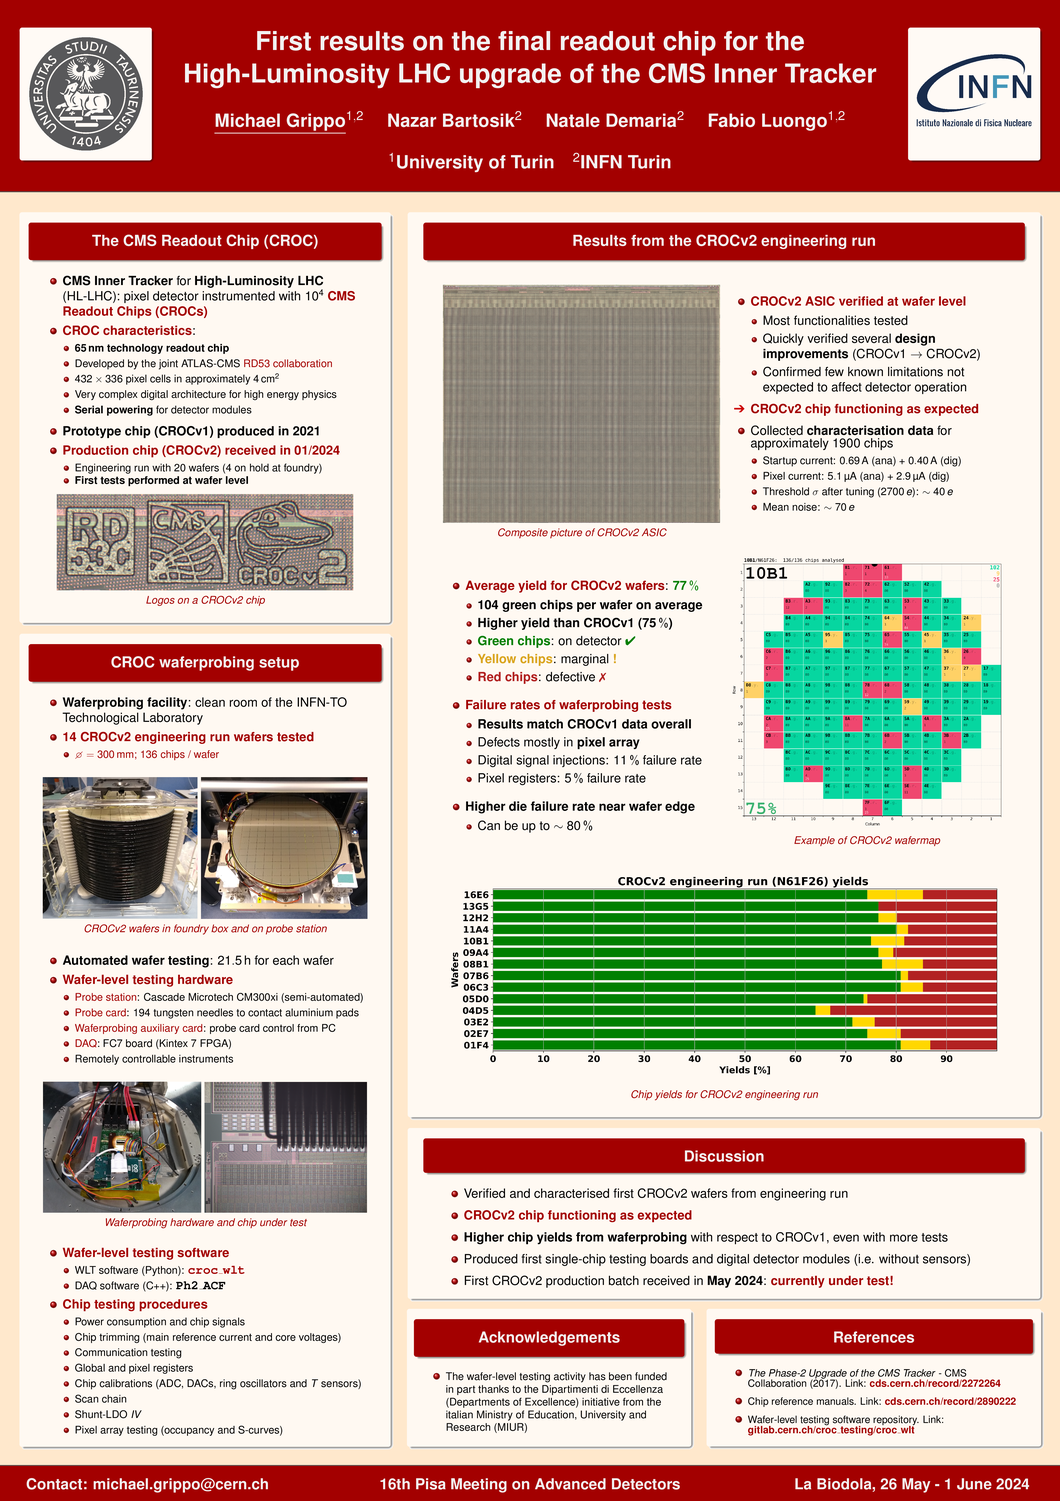 First results on the final readout chip for the
High-Luminosity LHC upgrade of the CMS Inner Tracker
Michael Grippo1,2 Nazar Bartosik2 Natale Demaria2 Fabio Luongo1,2
1University of Turin 2INFN Turin
UNIVERSITAS STUDII TAURINENSIS
1404
INFN
Istituto Nazionale di Fisica Nucleare
The CMS Readout Chip (CROC)
CMS Inner Tracker for High-Luminosity LHC
(HL-LHC): pixel detector instrumented with 10^4 CMS
Readout Chips (CROCs)
CROC characteristics:
65 nm technology readout chip
Developed by the joint ATLAS-CMS RD53 collaboration
432 × 336 pixel cells in approximately 4 cm²
Very complex digital architecture for high energy physics
Serial powering for detector modules
Prototype chip (CROCv1) produced in 2021
Production chip (CROCv2) received in 01/2024
Engineering run with 20 wafers (4 on hold at foundry)
First tests performed at wafer level
RD
53C
CMS
CROCv2
Logos on a CROCv2 chip
CROC waferprobing setup
Waferprobing facility: clean room of the INFN-TO
Technological Laboratory
14 CROCv2 engineering run wafers tested
⌀ = 300 mm; 136 chips / wafer
CROCv2 wafers in foundry box and on probe station
Automated wafer testing: 21.5 h for each wafer
Wafer-level testing hardware
Probe station: Cascade Microtech CM300xi (semi-automated)
Probe card: 194 tungsten needles to contact aluminium pads
Waferprobing auxiliary card: probe card control from PC
DAQ: FC7 board (Kintex 7 FPGA)
Remotely controllable instruments
Waferprobing hardware and chip under test
Wafer-level testing software
WLT software (Python): croc_wlt
DAQ software (C++): Ph2_ACF
Chip testing procedures
Power consumption and chip signals
Chip trimming (main reference current and core voltages)
Communication testing
Global and pixel registers
Chip calibrations (ADC, DACs, ring oscillators and T sensors)
Scan chain
Shunt-LDO IV
Pixel array testing (occupancy and S-curves)
Results from the CROCv2 engineering run
Composite picture of CROCv2 ASIC
CROCv2 ASIC verified at wafer level
Most functionalities tested
Quickly verified several design
improvements (CROCv1 → CROCv2)
Confirmed few known limitations not
expected to affect detector operation
➔ CROCv2 chip functioning as expected
Collected characterisation data for
approximately 1900 chips
Startup current: 0.69 A (ana) + 0.40 A (dig)
Pixel current: 5.1 µA (ana) + 2.9 µA (dig)
Threshold σ after tuning (2700 e): ∼ 40 e
Mean noise: ∼ 70 e
Average yield for CROCv2 wafers: 77 %
104 green chips per wafer on average
Higher yield than CROCv1 (75 %)
Green chips: on detector ✔
Yellow chips: marginal !
Red chips: defective ✗
Failure rates of waferprobing tests
Results match CROCv1 data overall
Defects mostly in pixel array
Digital signal injections: 11 % failure rate
Pixel registers: 5 % failure rate
Higher die failure rate near wafer edge
Can be up to ∼ 80 %
10B1/N61F26: 136/136 chips analysed
10B1
102
25
75%
Row
Column
Example of CROCv2 wafermap
CROCv2 engineering run (N61F26) yields
Wafers
16E6
13G5
12H2
11A4
10B1
09A4
08B1
07B6
06C3
05D0
04D5
03E2
02E7
01F4
0 10 20 30 40 50 60 70 80 90
Yields [%]
Chip yields for CROCv2 engineering run
Discussion
Verified and characterised first CROCv2 wafers from engineering run
CROCv2 chip functioning as expected
Higher chip yields from waferprobing with respect to CROCv1, even with more tests
Produced first single-chip testing boards and digital detector modules (i.e. without sensors)
First CROCv2 production batch received in May 2024: currently under test!
Acknowledgements
The wafer-level testing activity has been funded
in part thanks to the Dipartimenti di Eccellenza
(Departments of Excellence) initiative from the
italian Ministry of Education, University and
Research (MIUR)
References
The Phase-2 Upgrade of the CMS Tracker - CMS
Collaboration (2017). Link: cds.cern.ch/record/2272264
Chip reference manuals. Link: cds.cern.ch/record/2890222
Wafer-level testing software repository. Link:
gitlab.cern.ch/croc_testing/croc_wlt
Contact: michael.grippo@cern.ch
16th Pisa Meeting on Advanced Detectors
La Biodola, 26 May - 1 June 2024